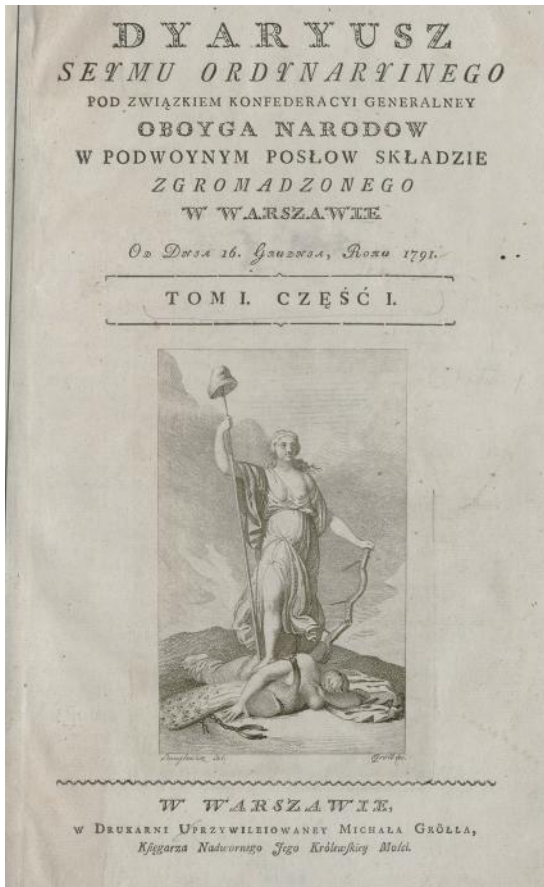 DYARYUSZ
SEYMU ORDYNARYINEGO
POD ZWIĄZKIEM KONFEDERACYI GENERALNEY
OBOYGA NARODOW
W PODWOYNYM POSŁOW SKŁADZIE
ZGROMADZONEGO
W WARSZAWIE
OD DNIA 16. GRUDNIA, ROKU 1791.
TOM I. CZĘŚĆ I.
W WARSZAWIE,
W DRUKARNI UPRZYWILEIOWANEY MICHAŁA GRÖLLA,
Księgarza Nadwornego Jego Królewskiey Mości.